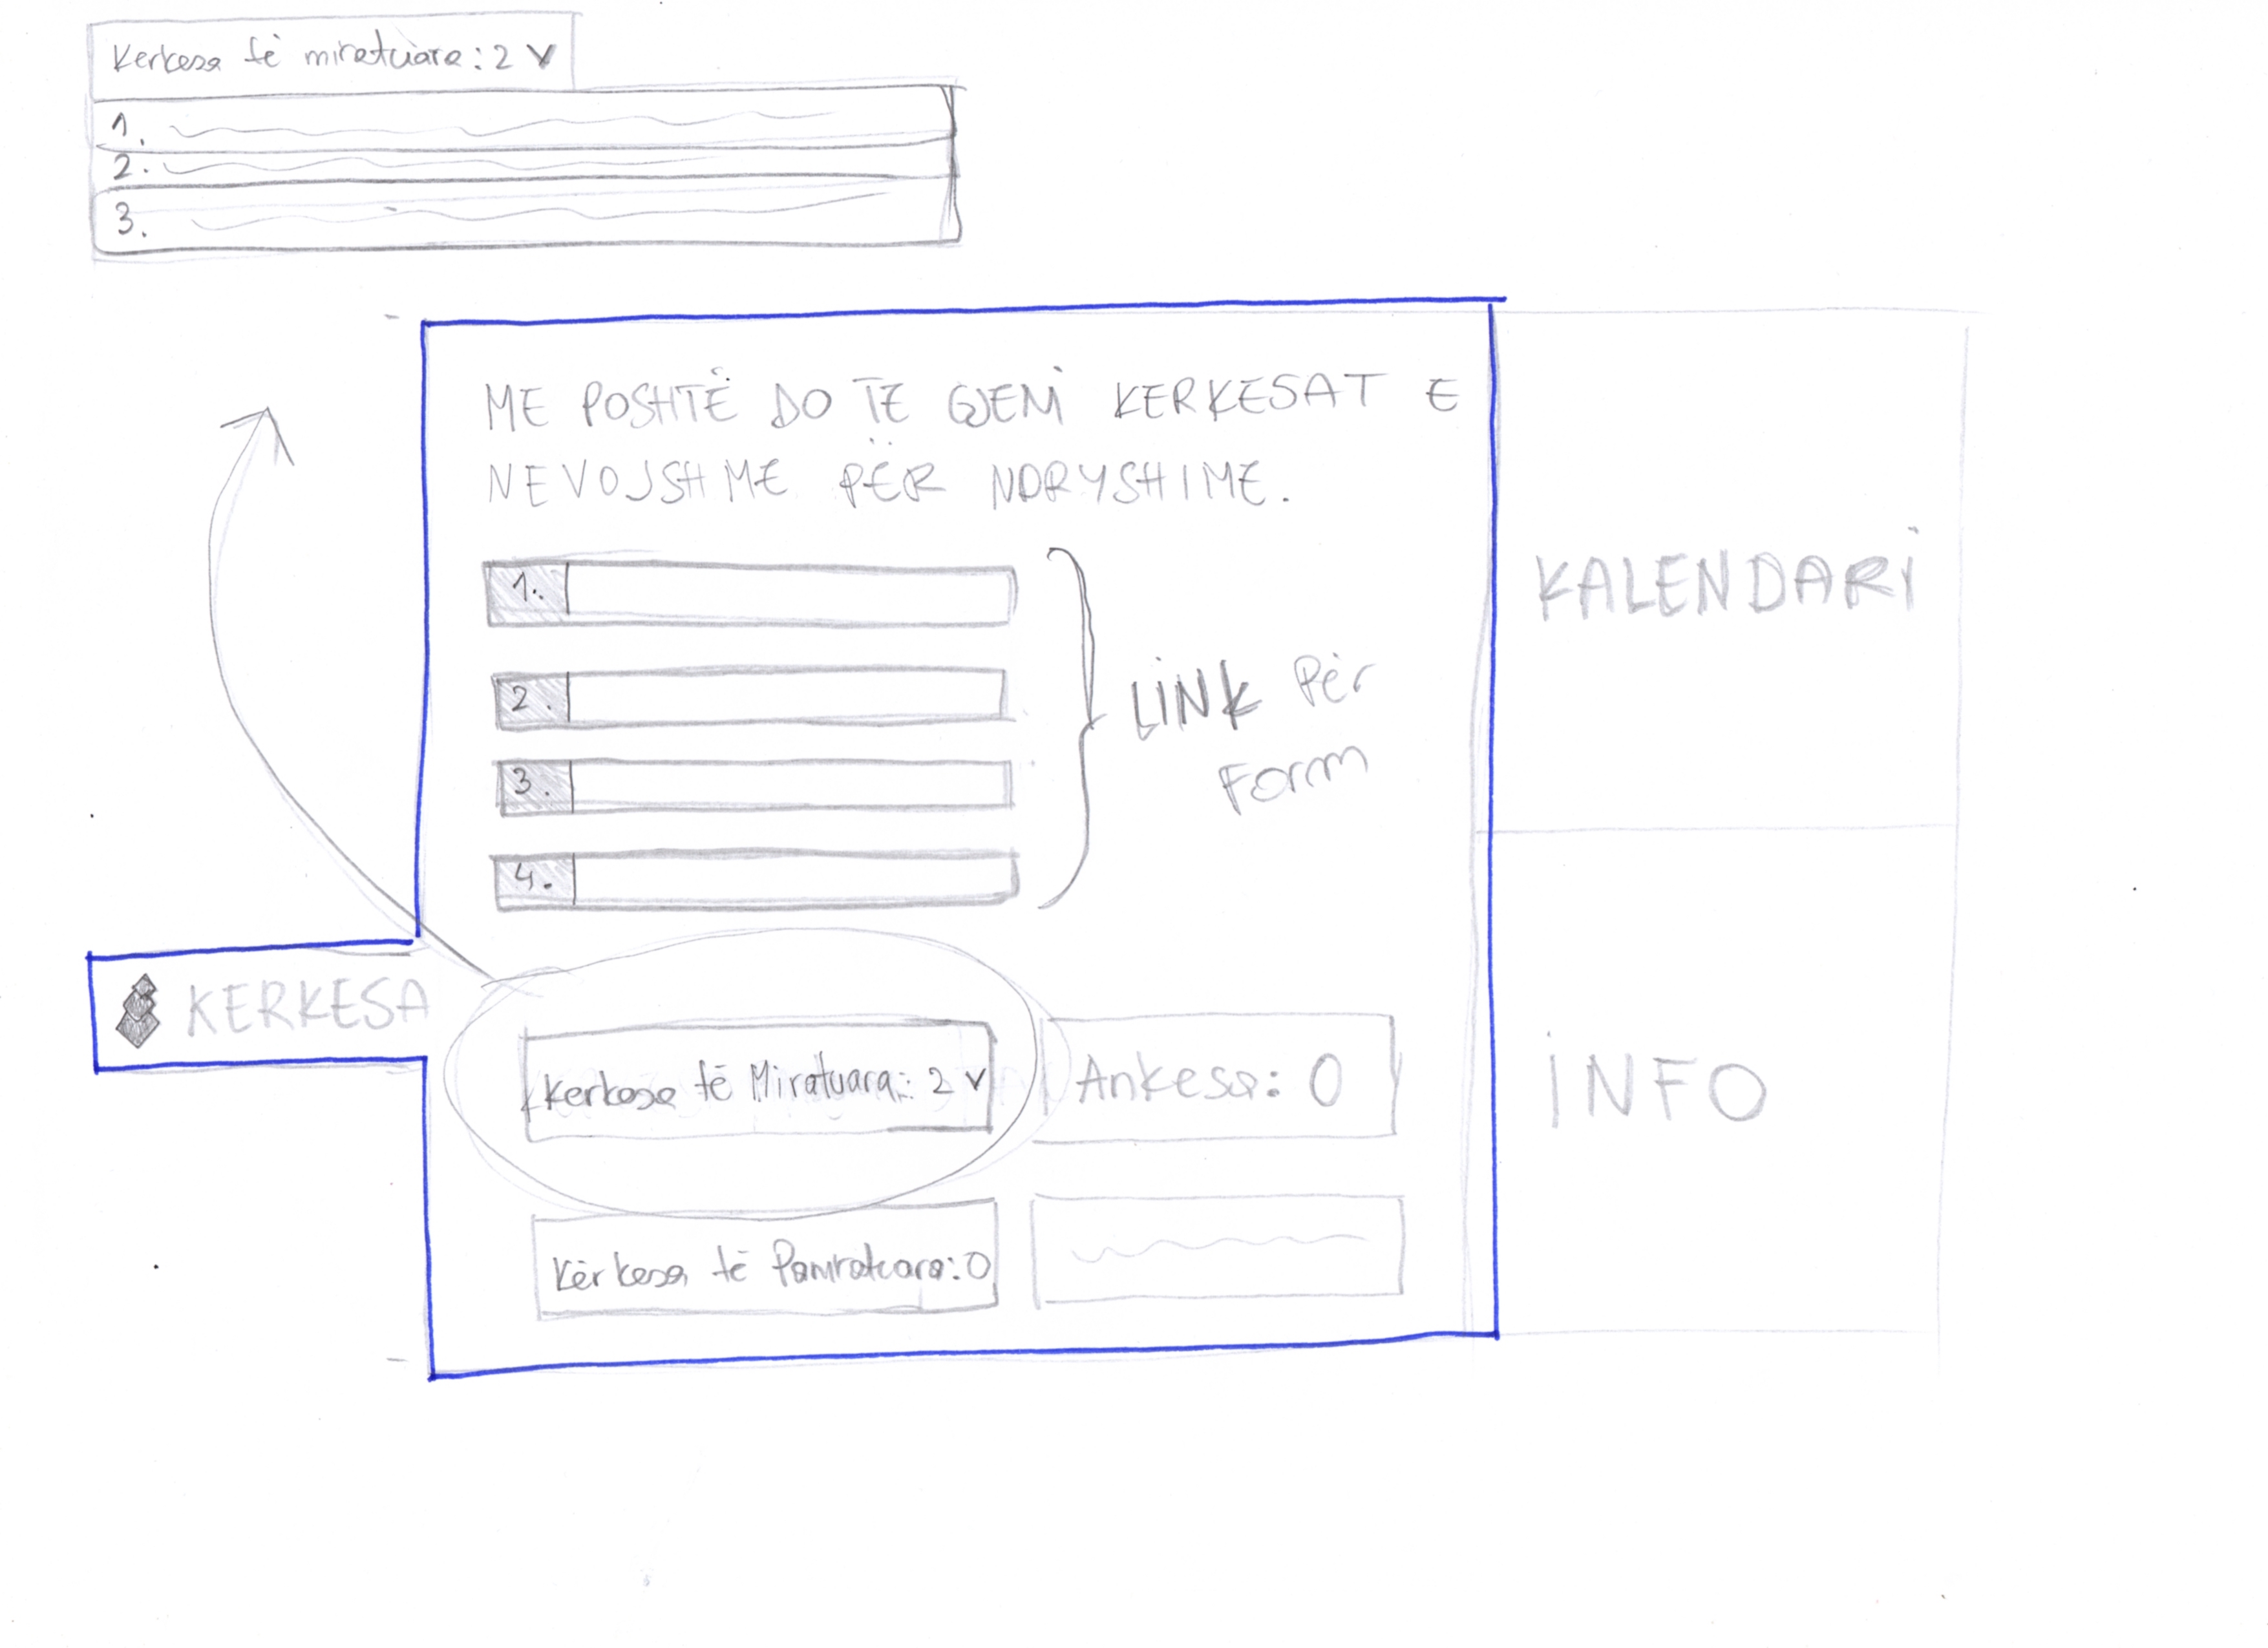 Kerkesa të miratuara: 2 v
1.
2.
3.
ME POSHTË DO TE GJENI KERKESAT E
NEVOJSHME PËR NDRYSHIME.
1.
2.
3.
4.
LINK Për
Form
KALENDARI
KERKESA
Kerkesa të Miratuara: 2 v
Ankesa: 0
Kërkesa të Pamiratuara: 0
INFO